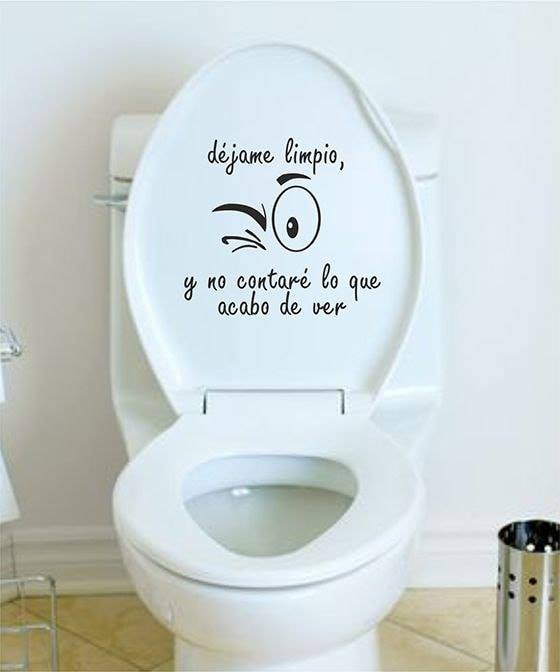 déjame limpio,
y no contaré lo que
acabo de ver